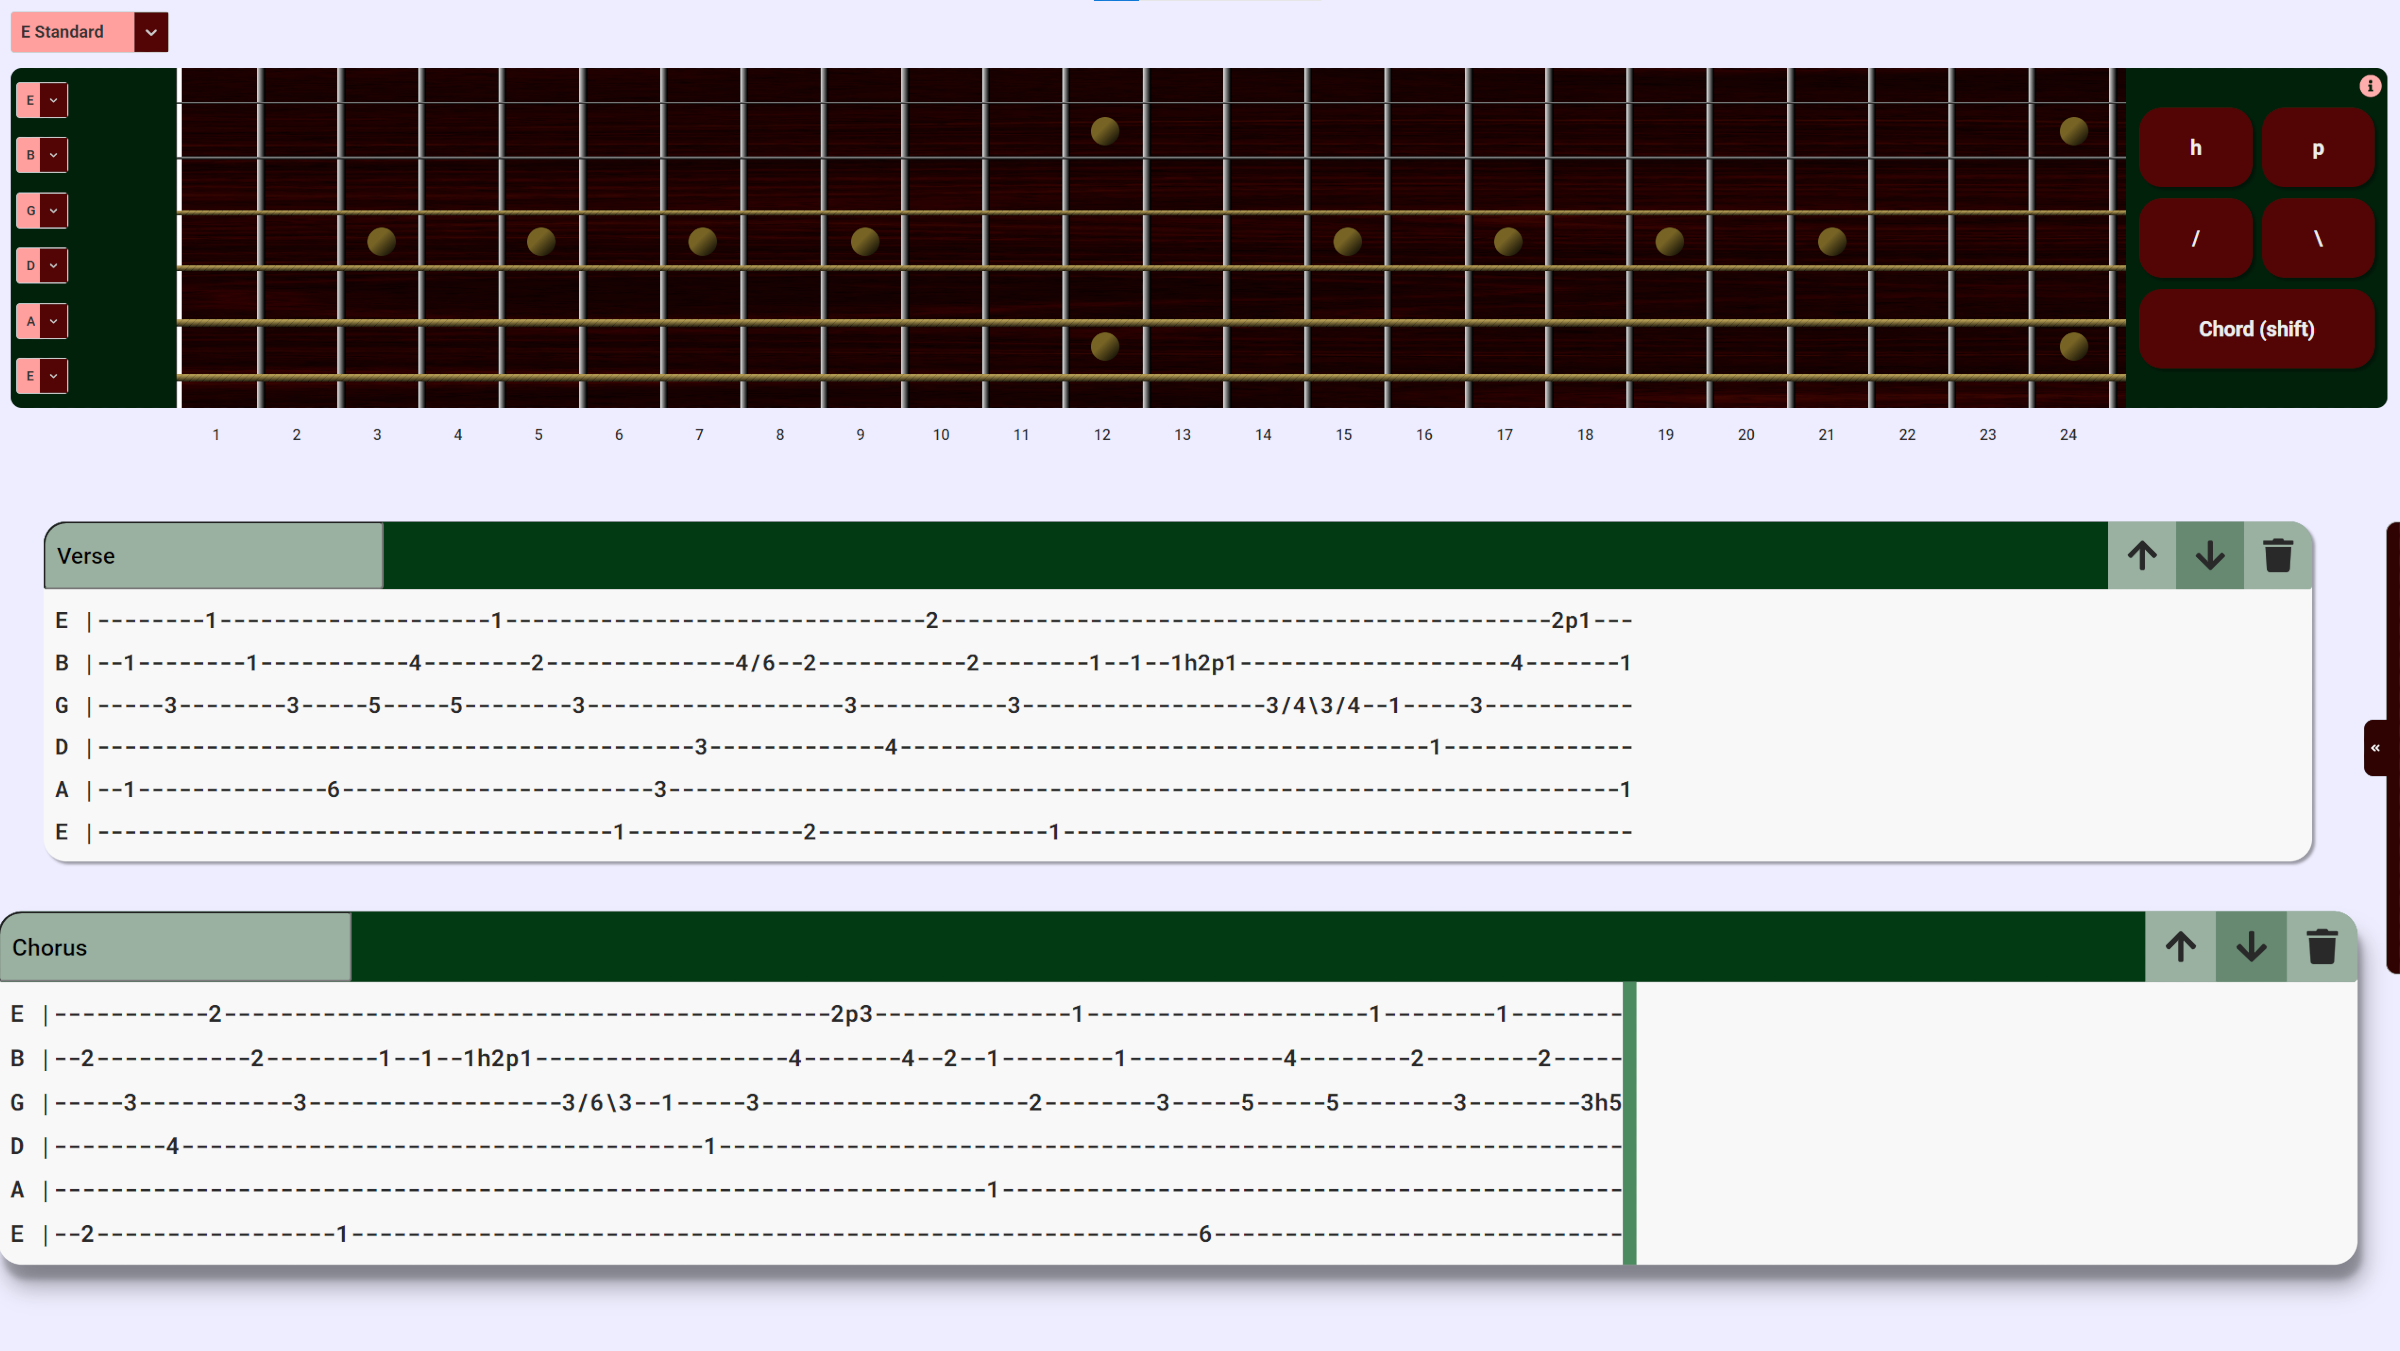 E Standard
E
B
G
D
A
E
h p
/ \
Chord (shift)
1 2 3 4 5 6 7 8 9 10 11 12 13 14 15 16 17 18 19 20 21 22 23 24
Verse
E |--------1--------------------1-------------------------------2---------------------------------------------2p1---
B |--1--------1-----------4--------2--------------4/6--2-----------2--------1--1--1h2p1--------------------4-------1
G |-----3--------3-----5-----5--------3-------------------3-----------3------------------3/4\3/4--1-----3-----------
D |--------------------------------------------3-------------4---------------------------------------1--------------
A |--1--------------6-----------------------3----------------------------------------------------------------------1
E |--------------------------------------1-------------2-----------------1------------------------------------------
«
Chorus
E |-----------2-------------------------------------------2p3--------------1--------------------1--------1--------
B |--2-----------2--------1--1--1h2p1------------------4-------4--2--1--------1-----------4--------2--------2-----
G |-----3-----------3------------------3/6\3--1-----3-------------------2--------3-----5-----5--------3--------3h5
D |--------4-------------------------------------1----------------------------------------------------------------
A |------------------------------------------------------------------1--------------------------------------------
E |--2-----------------1------------------------------------------------------------6-----------------------------